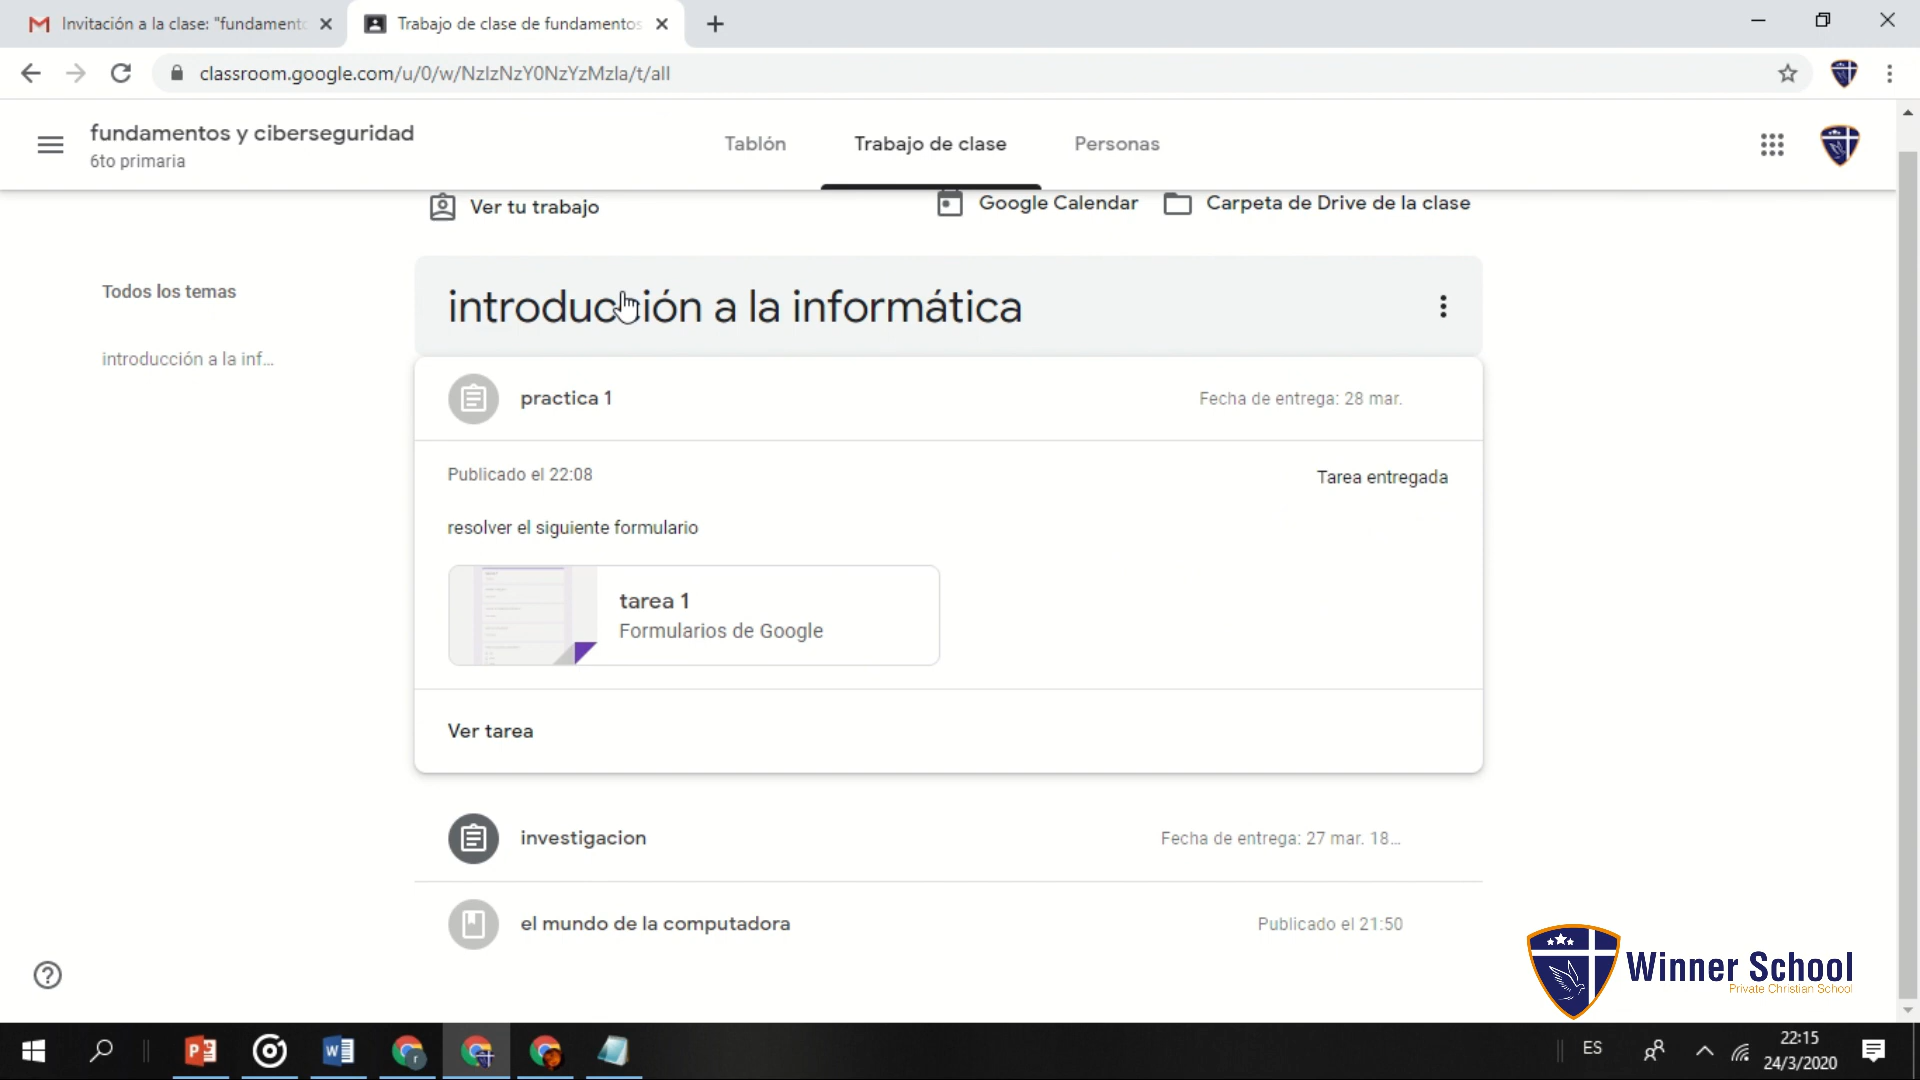 Invitación a la clase: "fundamento
Trabajo de clase de fundamentos
classroom.google.com/u/0/w/NzIzNzY0NzYzMzIa/t/all
fundamentos y ciberseguridad
6to primaria
Tablón
Trabajo de clase
Personas
Ver tu trabajo
Google Calendar
Carpeta de Drive de la clase
Todos los temas
introducción a la inf...
introducción a la informática
practica 1
Fecha de entrega: 28 mar.
Publicado el 22:08
Tarea entregada
resolver el siguiente formulario
tarea 1
Formularios de Google
Ver tarea
investigacion
Fecha de entrega: 27 mar. 18...
el mundo de la computadora
Publicado el 21:50
Winner School
Private Christian School
ES
22:15
24/3/2020